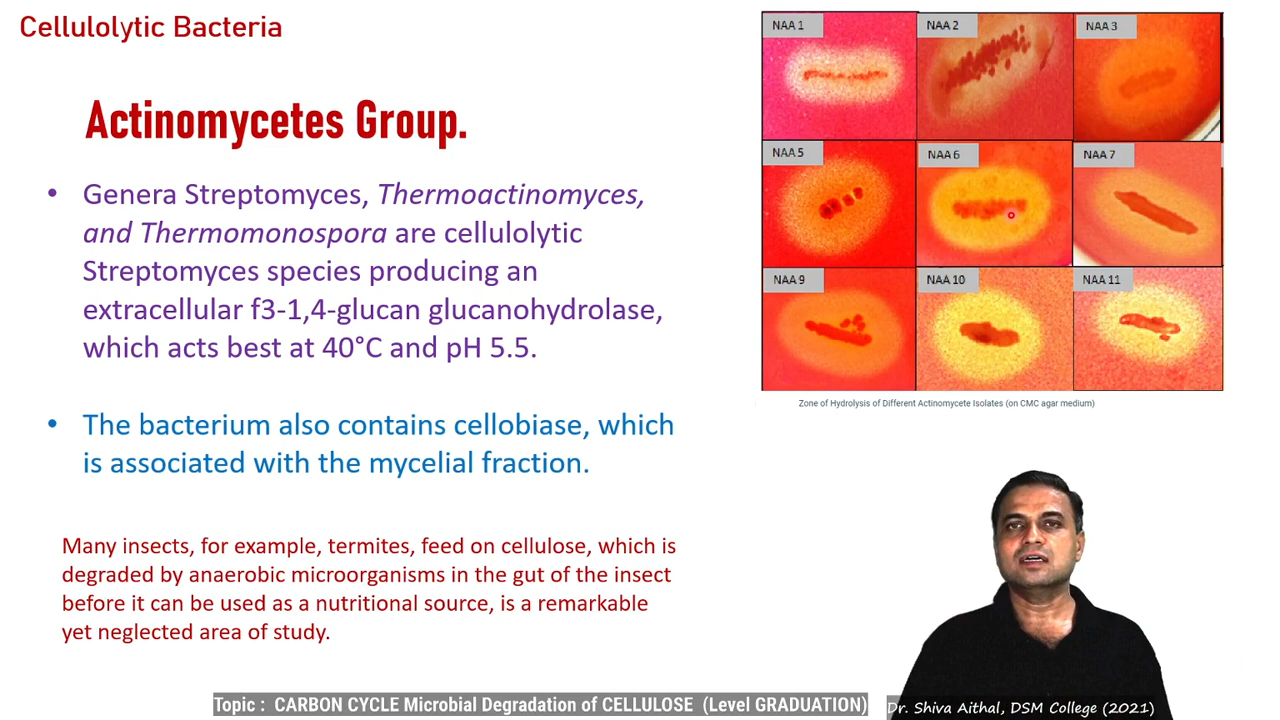 Cellulolytic Bacteria
Actinomycetes Group.
• Genera Streptomyces, Thermoactinomyces,
and Thermomonospora are cellulolytic
Streptomyces species producing an
extracellular f3-1,4-glucan glucanohydrolase,
which acts best at 40°C and pH 5.5.
• The bacterium also contains cellobiase, which
is associated with the mycelial fraction.
Many insects, for example, termites, feed on cellulose, which is
degraded by anaerobic microorganisms in the gut of the insect
before it can be used as a nutritional source, is a remarkable
yet neglected area of study.
NAA 1
NAA 2
NAA 3
NAA 5
NAA 6
NAA 7
NAA 9
NAA 10
NAA 11
Zone of Hydrolysis of Different Actinomycete Isolates (on CMC agar medium)
Topic : CARBON CYCLE Microbial Degradation of CELLULOSE (Level GRADUATION)
Dr. Shiva Aithal, DSM College (2021)